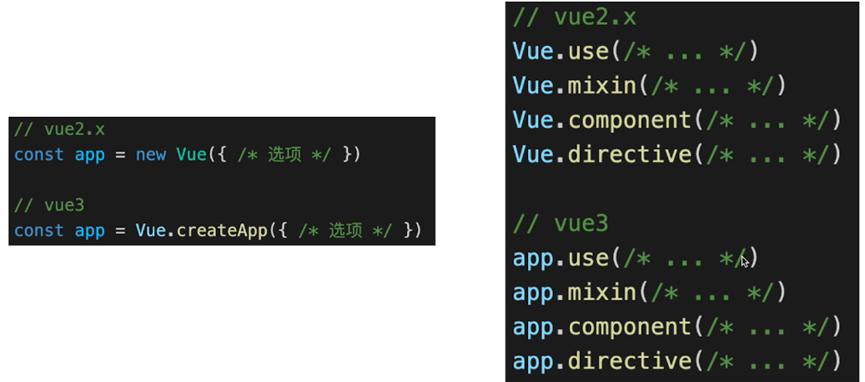 // vue2.x
const app = new Vue({ /* 选项 */ })
// vue3
const app = Vue.createApp({ /* 选项 */ })
// vue2.x
Vue.use(/* ... */)
Vue.mixin(/* ... */)
Vue.component(/* ... */)
Vue.directive(/* ... */)
// vue3
app.use(/* ... */)
app.mixin(/* ... */)
app.component(/* ... */)
app.directive(/* ... */)